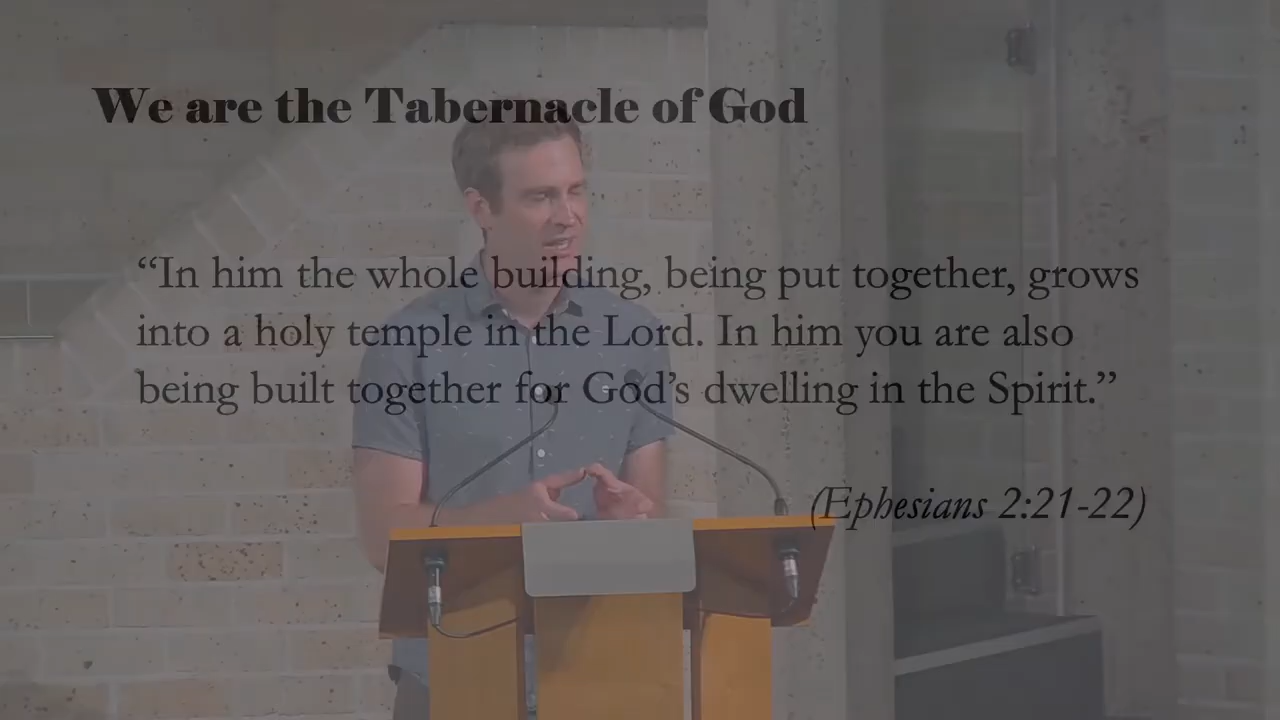 We are the Tabernacle of God
“In him the whole building, being put together, grows
into a holy temple in the Lord. In him you are also
being built together for God’s dwelling in the Spirit.”
(Ephesians 2:21-22)